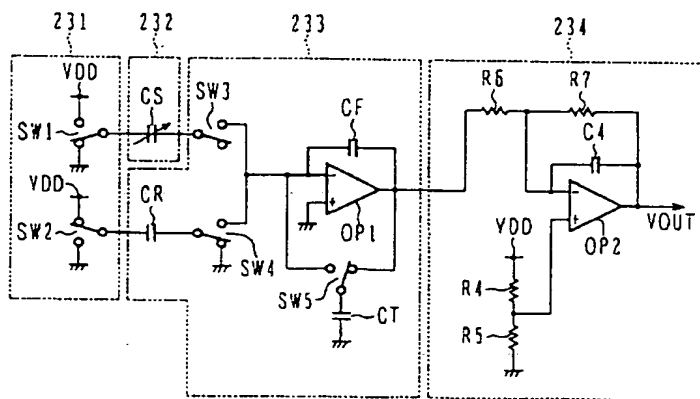 231
232
233
234
VDD
CS
SW3
CF
R6
R7
C4
SW1
VDD
CR
SW2
SW4
OP1
SW5
CT
OP2
VOUT
VDD
R4
R5